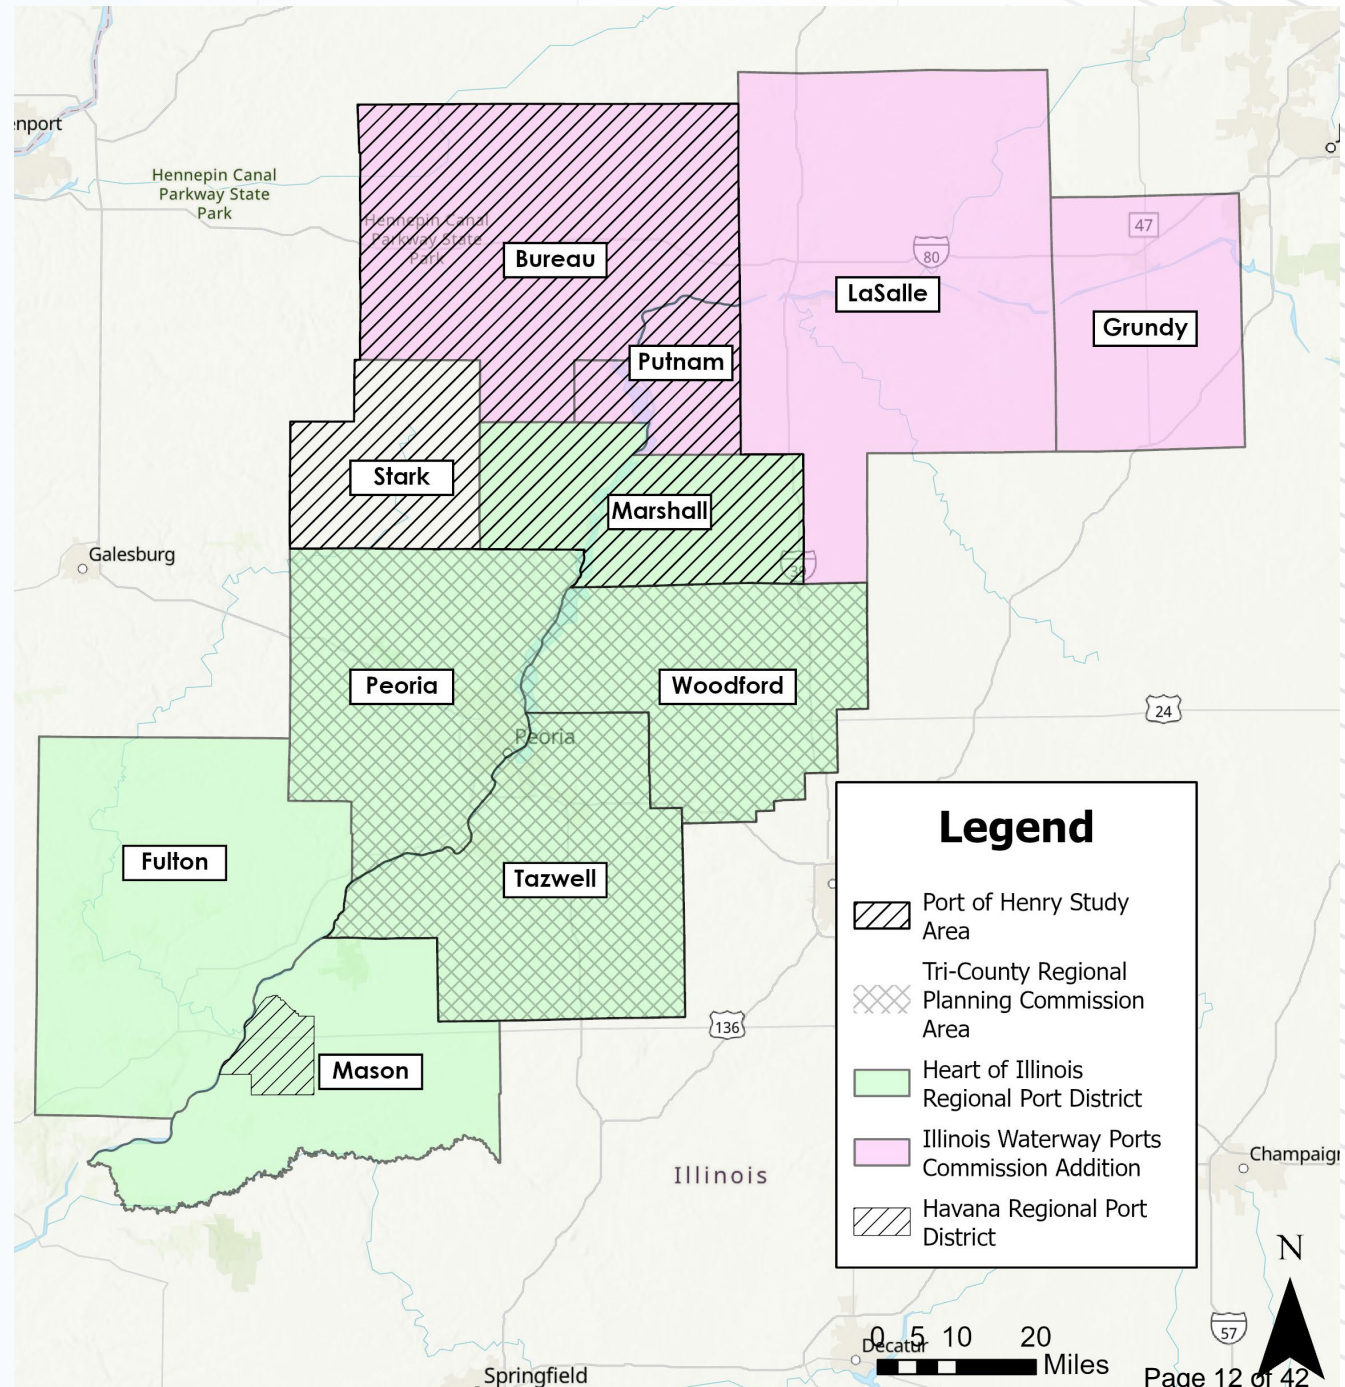 enport
Hennepin Canal
Parkway State
Park
Hennepin Canal
Parkway State
Park
Bureau
47
80
LaSalle
Grundy
Putnam
Stark
Marshall
Galesburg
39
Peoria
Woodford
24
Peoria
Fulton
Tazwell
Legend
Port of Henry Study
Area
Tri-County Regional
Planning Commission
Area
Heart of Illinois
Regional Port District
Illinois Waterway Ports
Commission Addition
Havana Regional Port
District
136
Mason
Illinois
Champaign
N
57
0 5 10 20
Miles
Decatur
Springfield
Page 12 of 42